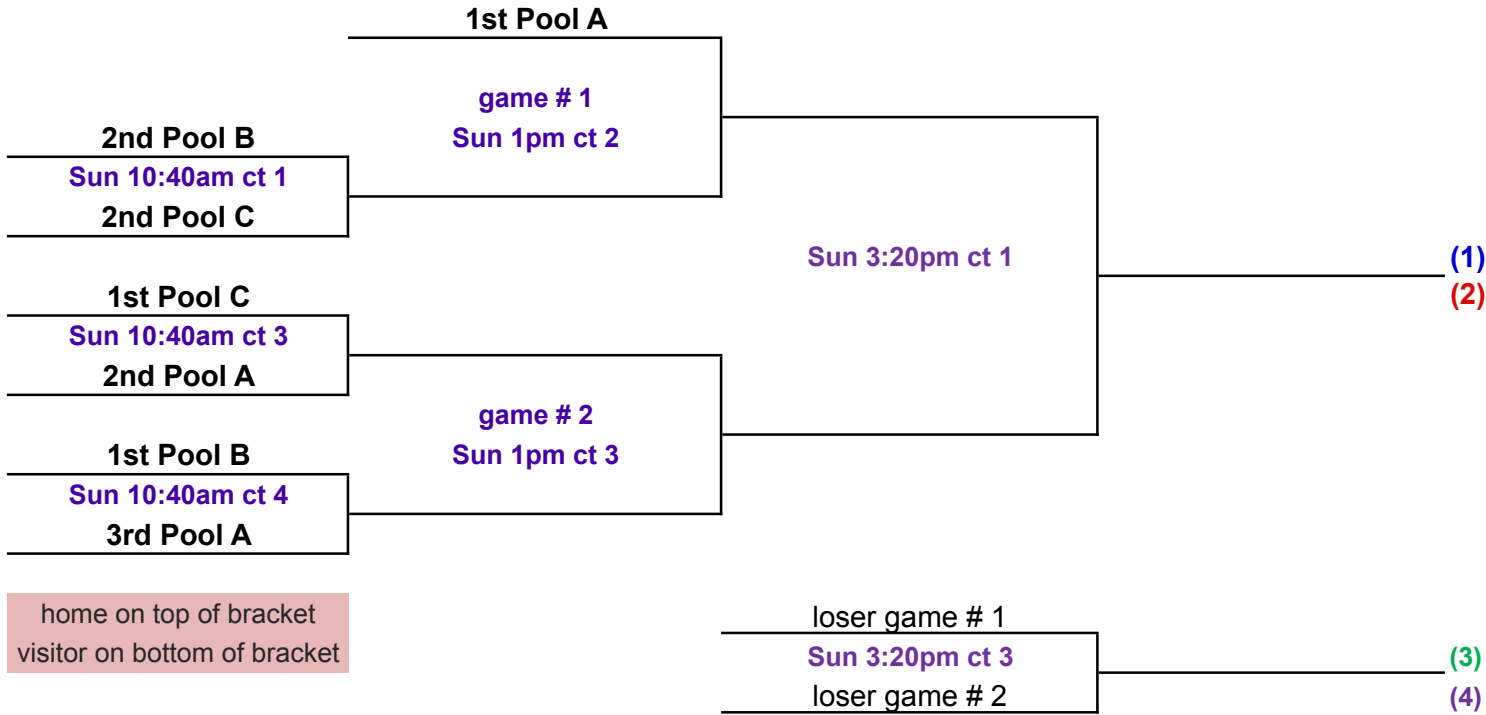 1st Pool A
game # 1
Sun 1pm ct 2
2nd Pool B
Sun 10:40am ct 1
2nd Pool C
Sun 3:20pm ct 1
(1)
(2)
1st Pool C
Sun 10:40am ct 3
2nd Pool A
game # 2
Sun 1pm ct 3
1st Pool B
Sun 10:40am ct 4
3rd Pool A
home on top of bracket
visitor on bottom of bracket
loser game # 1
Sun 3:20pm ct 3
loser game # 2
(3)
(4)